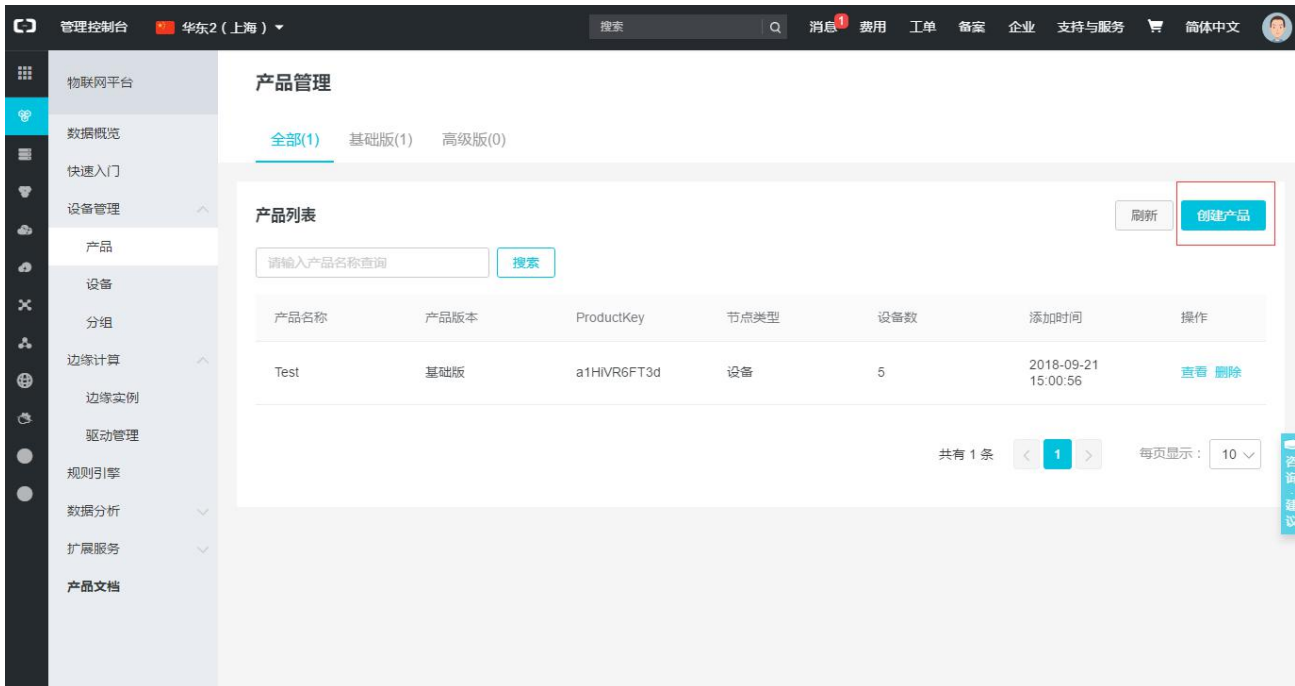 管理控制台 华东2（上海） 搜索 消息 1 费用 工单 备案 企业 支持与服务 简体中文
物联网平台
数据概览
快速入门
设备管理
产品
设备
分组
边缘计算
边缘实例
驱动管理
规则引擎
数据分析
扩展服务
产品文档
产品管理
全部(1) 基础版(1) 高级版(0)
产品列表 刷新 创建产品
请输入产品名称查询 搜索
产品名称 产品版本 ProductKey 节点类型 设备数 添加时间 操作
Test 基础版 a1HiVR6FT3d 设备 5 2018-09-21 查看 删除
15:00:56
共有 1 条 < 1 > 每页显示： 10
咨询·建议